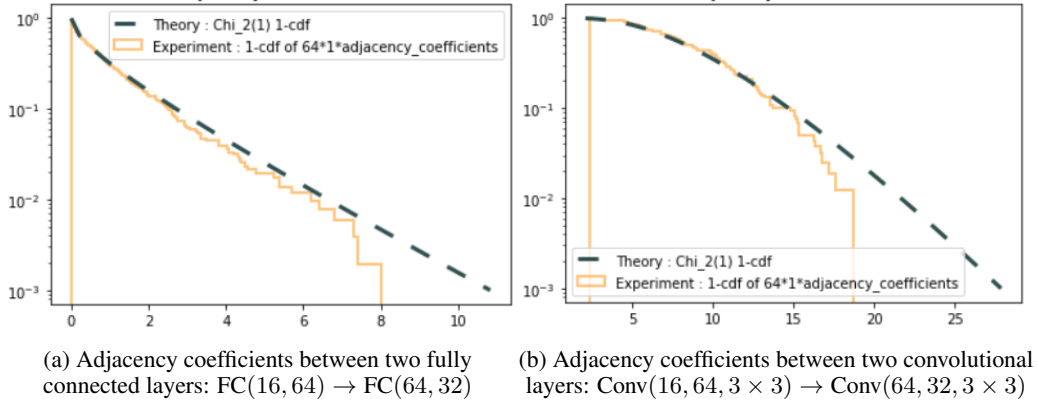 10⁰
10⁻¹
10⁻²
10⁻³
Theory : Chi_2(1) 1-cdf
Experiment : 1-cdf of 64*1*adjacency_coefficients
0 2 4 6 8 10
10⁰
10⁻¹
10⁻²
10⁻³
Theory : Chi_2(1) 1-cdf
Experiment : 1-cdf of 64*1*adjacency_coefficients
5 10 15 20 25
(a) Adjacency coefficients between two fully
connected layers: FC(16, 64) → FC(64, 32)
(b) Adjacency coefficients between two convolutional
layers: Conv(16, 64, 3 × 3) → Conv(64, 32, 3 × 3)